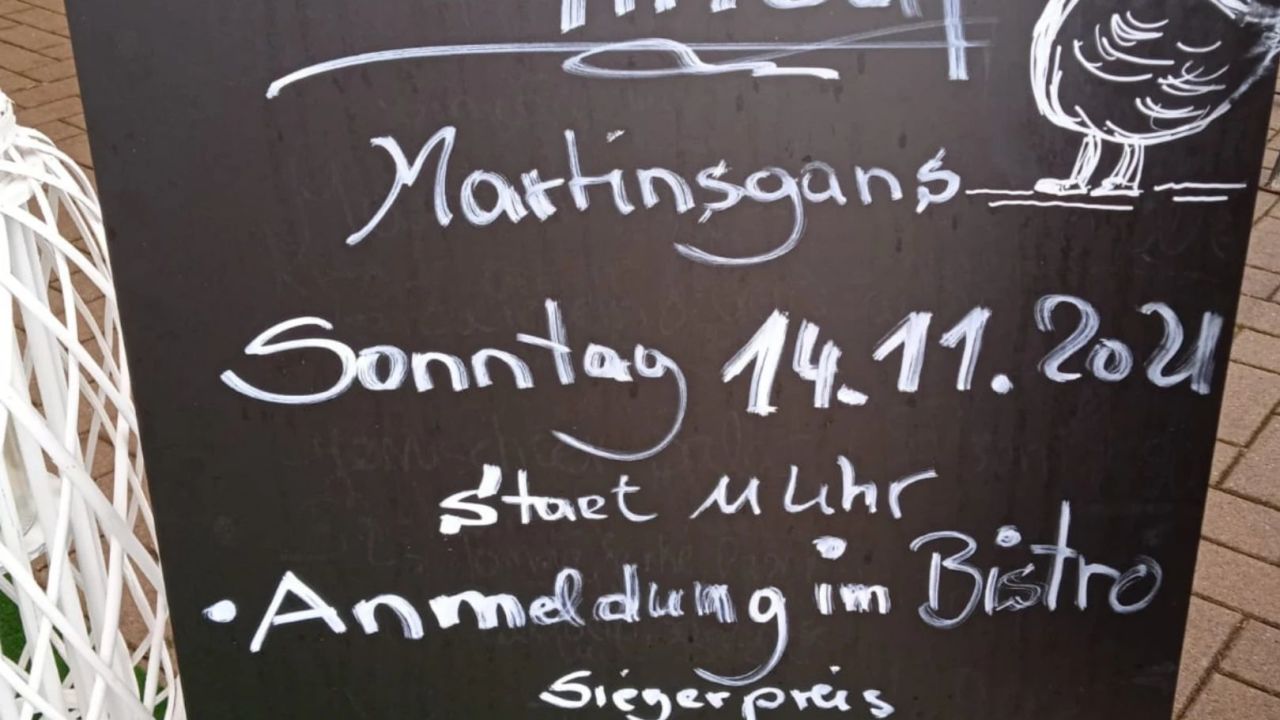 Martinsgans
Sonntag 14.11.2021
Start 11 Uhr
• Anmeldung im Bistro
Siegerpreis